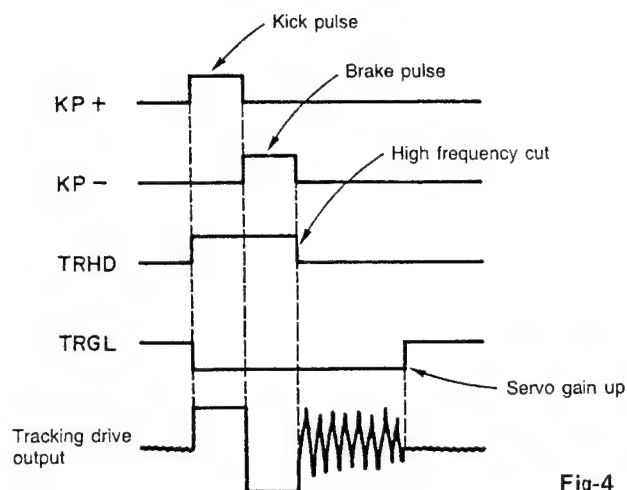 Kick pulse
Brake pulse
KP+
High frequency cut
KP-
TRHD
TRGL
Servo gain up
Tracking drive
output
Fig-4